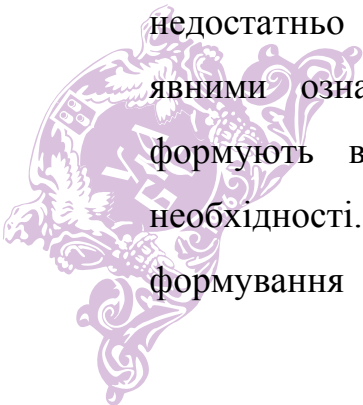 недостатньо
явними озна
формують в
необхідності.
формування